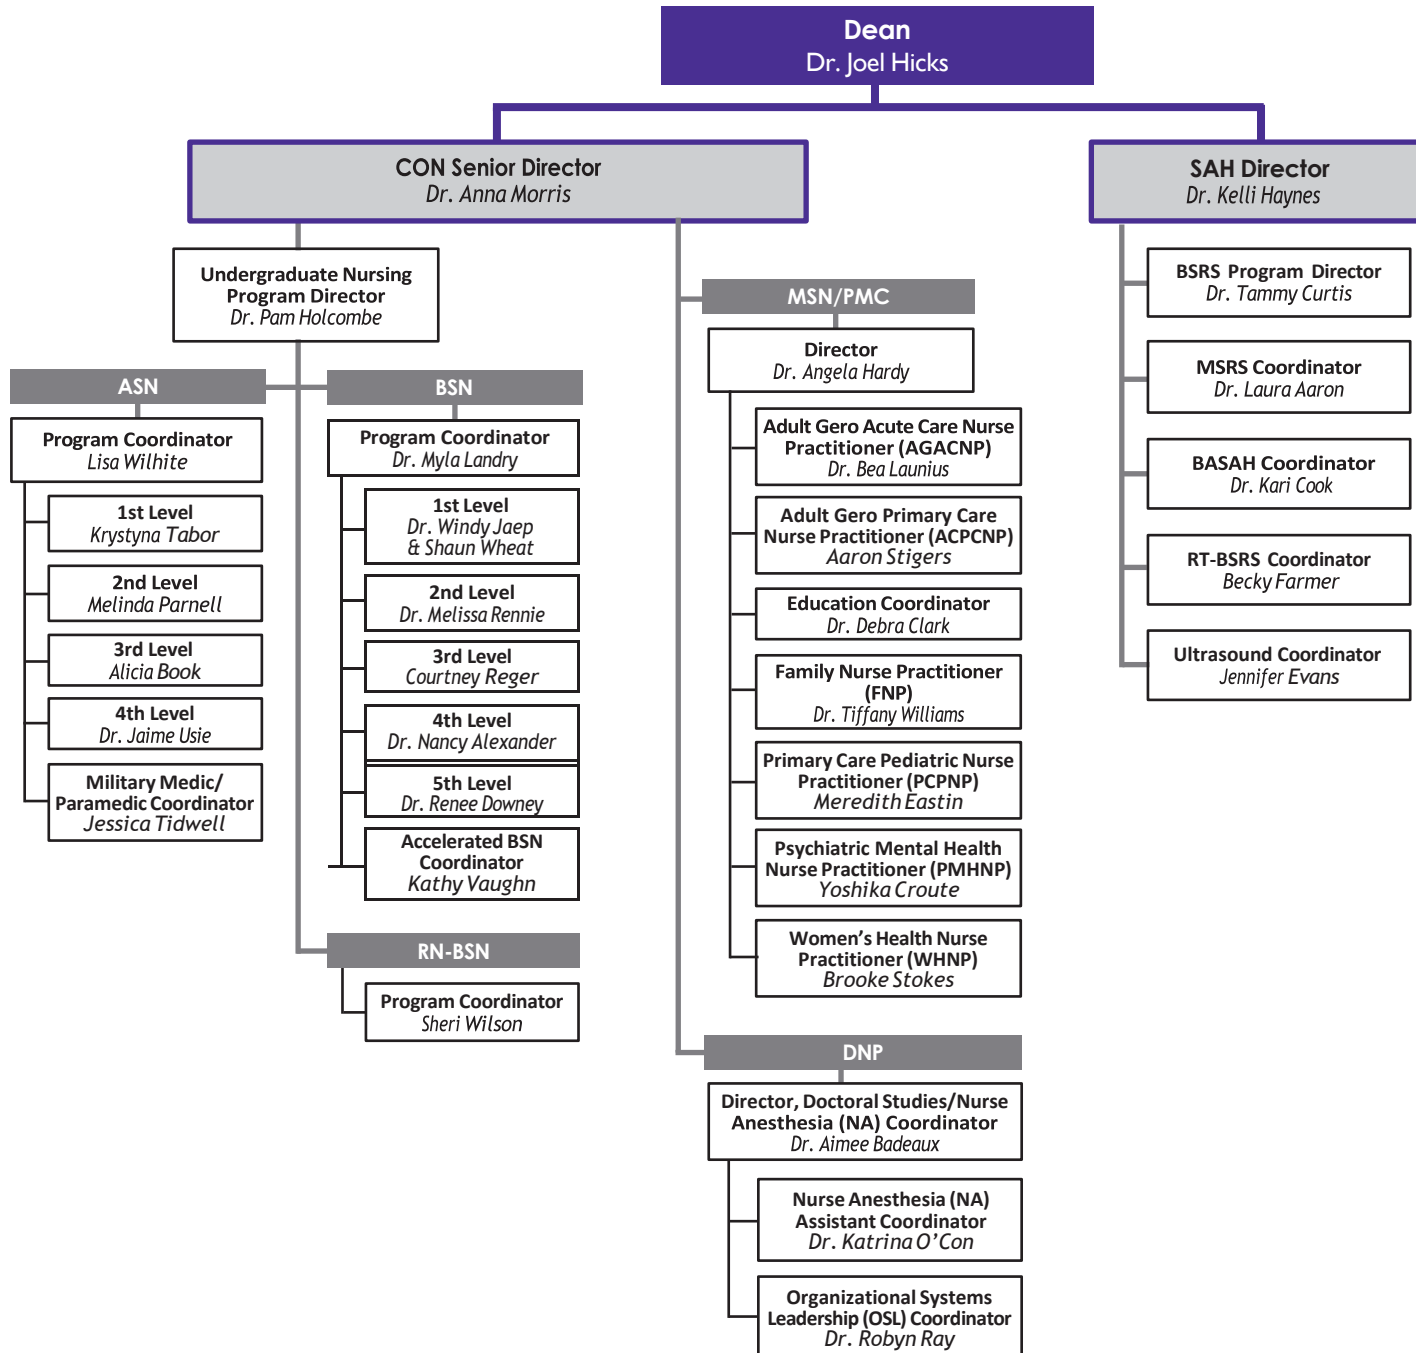 Dean
Dr. Joel Hicks
CON Senior Director
Dr. Anna Morris
SAH Director
Dr. Kelli Haynes
Undergraduate Nursing
Program Director
Dr. Pam Holcombe
ASN
Program Coordinator
Lisa Wilhite
1st Level
Krystyna Tabor
2nd Level
Melinda Parnell
3rd Level
Alicia Book
4th Level
Dr. Jaime Usie
Military Medic/
Paramedic Coordinator
Jessica Tidwell
BSN
Program Coordinator
Dr. Myla Landry
1st Level
Dr. Windy Jaep
& Shaun Wheat
2nd Level
Dr. Melissa Rennie
3rd Level
Courtney Reger
4th Level
Dr. Nancy Alexander
5th Level
Dr. Renee Downey
Accelerated BSN
Coordinator
Kathy Vaughn
RN-BSN
Program Coordinator
Sheri Wilson
MSN/PMC
Director
Dr. Angela Hardy
Adult Gero Acute Care Nurse
Practitioner (AGACNP)
Dr. Bea Launius
Adult Gero Primary Care
Nurse Practitioner (ACPCNP)
Aaron Stigers
Education Coordinator
Dr. Debra Clark
Family Nurse Practitioner
(FNP)
Dr. Tiffany Williams
Primary Care Pediatric Nurse
Practitioner (PCPNP)
Meredith Eastin
Psychiatric Mental Health
Nurse Practitioner (PMHNP)
Yoshika Croute
Women's Health Nurse
Practitioner (WHNP)
Brooke Stokes
DNP
Director, Doctoral Studies/Nurse
Anesthesia (NA) Coordinator
Dr. Aimee Badeaux
Nurse Anesthesia (NA)
Assistant Coordinator
Dr. Katrina O'Con
Organizational Systems
Leadership (OSL) Coordinator
Dr. Robyn Ray
BSRS Program Director
Dr. Tammy Curtis
MSRS Coordinator
Dr. Laura Aaron
BASAH Coordinator
Dr. Kari Cook
RT-BSRS Coordinator
Becky Farmer
Ultrasound Coordinator
Jennifer Evans